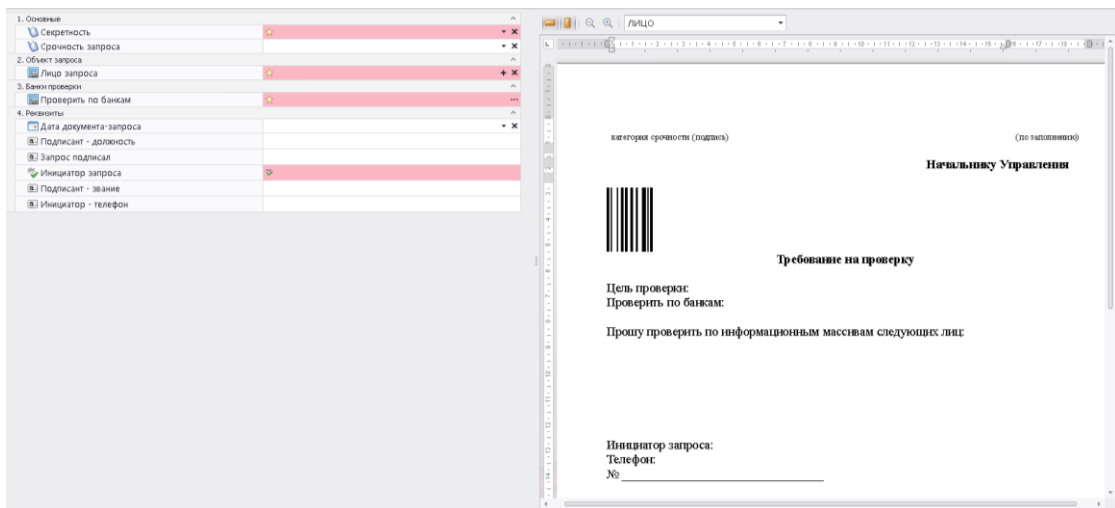 1. Основные
Секретность
Срочность запроса
2. Объект запроса
Лицо запроса
3. Банки проверки
Проверить по банкам
4. Реквизиты
Дата документа-запроса
Подписант - должность
Запрос подписал
Инициатор запроса
Подписант - звание
Инициатор - телефон
ЛИЦО
категория срочности (подпись) (по заполнению)
Начальнику Управления
Требование на проверку
Цель проверки:
Проверить по банкам:
Прошу проверить по информационным массивам следующих лиц:
Инициатор запроса:
Телефон:
№